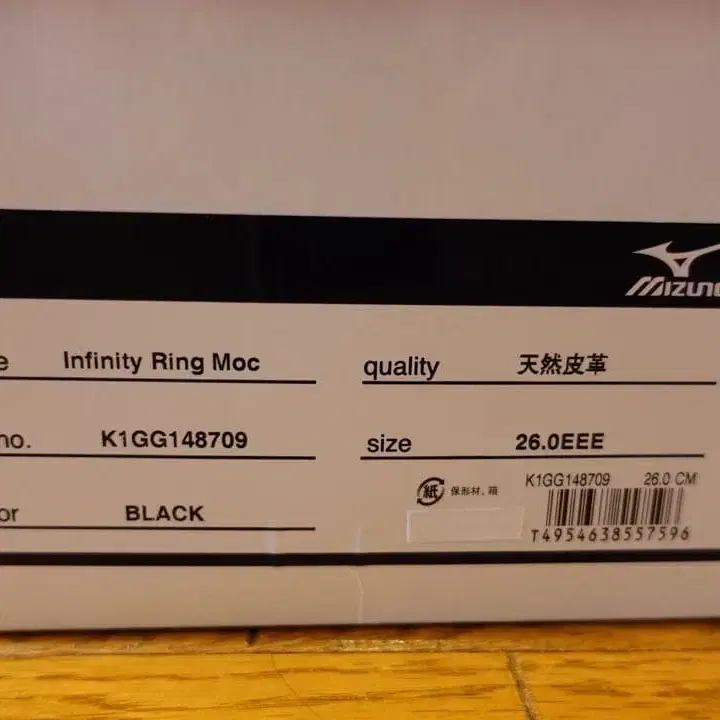 MIZUNO
e Infinity Ring Moc
quality 天然皮革
no. K1GG148709
size 26.0EEE
K1GG148709 26.0 CM
紙 保形材、箱
or BLACK
T4954638557596